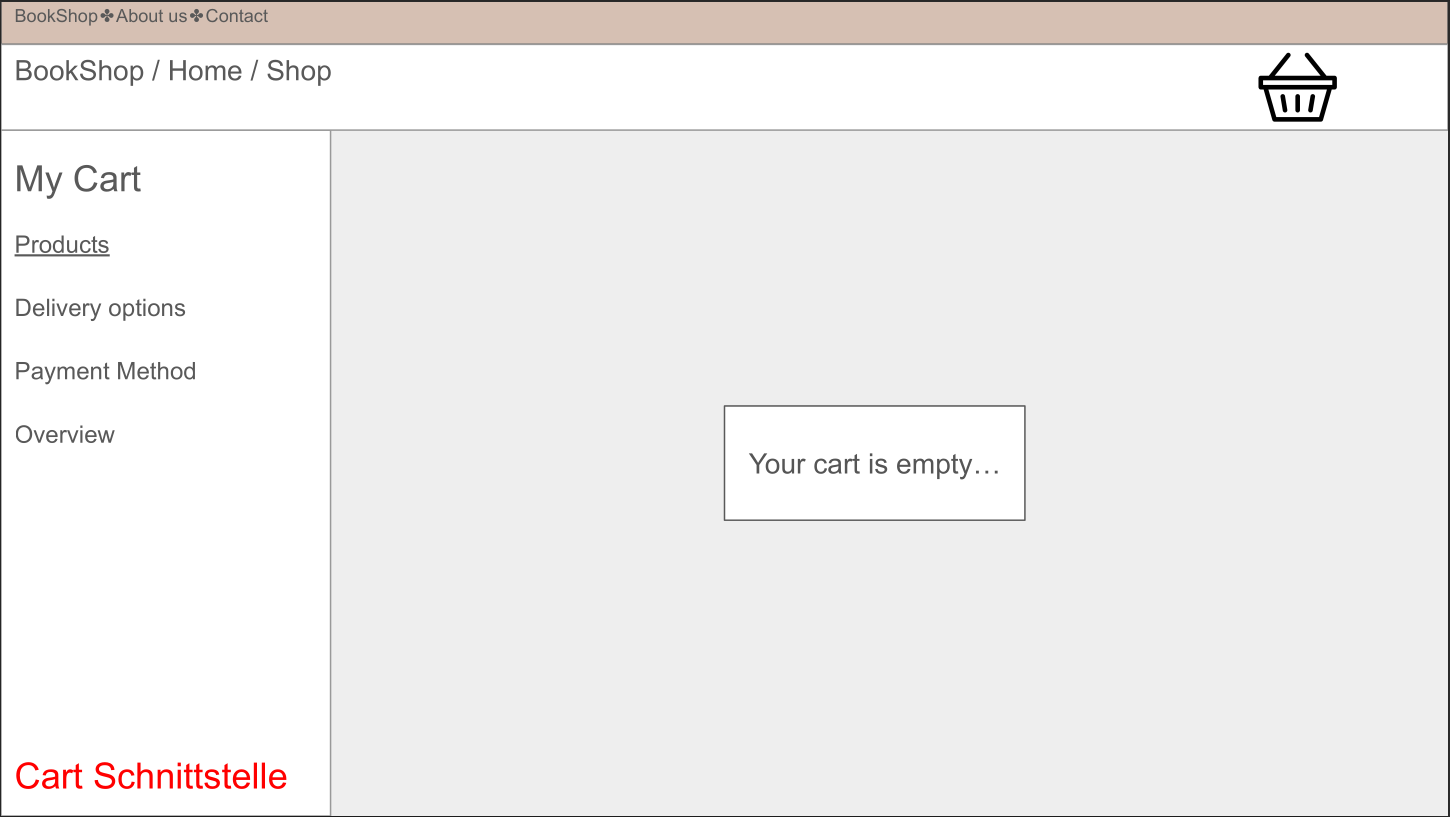 BookShop✤About us✤Contact
BookShop / Home / Shop
My Cart
Products
Delivery options
Payment Method
Overview
Your cart is empty…
Cart Schnittstelle